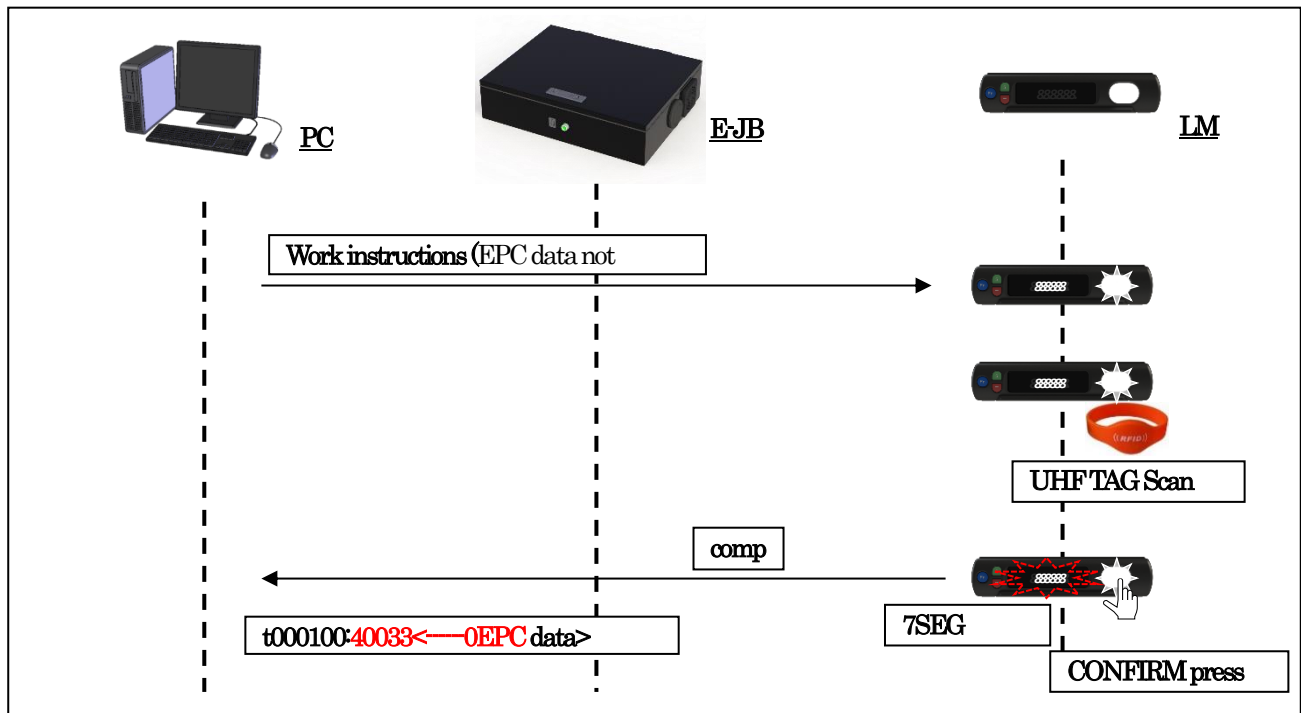 PC
E-JB
LM
Work instructions (EPC data not
((RFID))
UHF TAG Scan
comp
t000100:40033<-----0EPC data>
7SEG
CONFIRM press